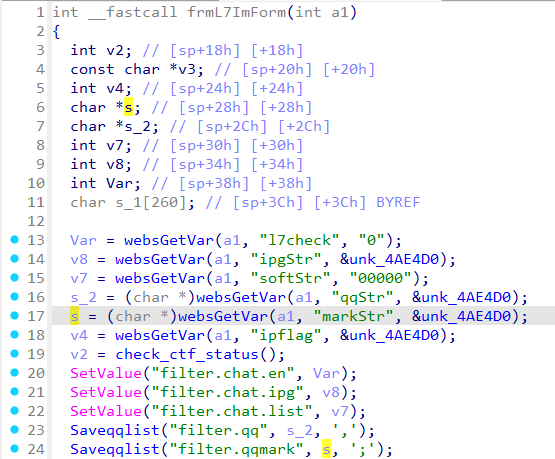 1 int __fastcall frmL7ImForm(int a1)
2 {
3 int v2; // [sp+18h] [+18h]
4 const char *v3; // [sp+20h] [+20h]
5 int v4; // [sp+24h] [+24h]
6 char *s; // [sp+28h] [+28h]
7 char *s_2; // [sp+2Ch] [+2Ch]
8 int v7; // [sp+30h] [+30h]
9 int v8; // [sp+34h] [+34h]
10 int Var; // [sp+38h] [+38h]
11 char s_1[260]; // [sp+3Ch] [+3Ch] BYREF
12
13 Var = websGetVar(a1, "l7check", "0");
14 v8 = websGetVar(a1, "ipgStr", &unk_4AE4D0);
15 v7 = websGetVar(a1, "softStr", "00000");
16 s_2 = (char *)websGetVar(a1, "qqStr", &unk_4AE4D0);
17 s = (char *)websGetVar(a1, "markStr", &unk_4AE4D0);
18 v4 = websGetVar(a1, "ipflag", &unk_4AE4D0);
19 v2 = check_ctf_status();
20 SetValue("filter.chat.en", Var);
21 SetValue("filter.chat.ipg", v8);
22 SetValue("filter.chat.list", v7);
23 Saveqqlist("filter.qq", s_2, ',');
24 Saveqqlist("filter.qqmark", s, ';');